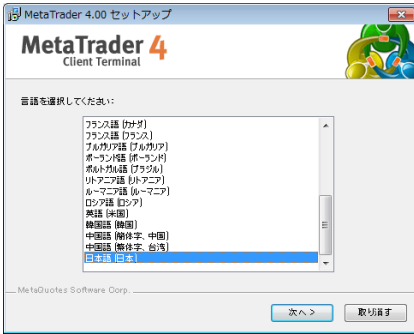 MetaTrader 4.00 セットアップ
MetaTrader 4
Client Terminal
言語を選択してください:
フランス語 (カナダ)
フランス語 (フランス)
ブルガリア語 (ブルガリア)
ポーランド語 (ポーランド)
ポルトガル語 (ブラジル)
リトアニア語 (リトアニア)
ルーマニア語 (ルーマニア)
ロシア語 (ロシア)
英語 (米国)
韓国語 (韓国)
中国語 (簡体字、中国)
中国語 (繁体字、台湾)
日本語 (日本)
MetaQuotes Software Corp.
次へ >
取り消す